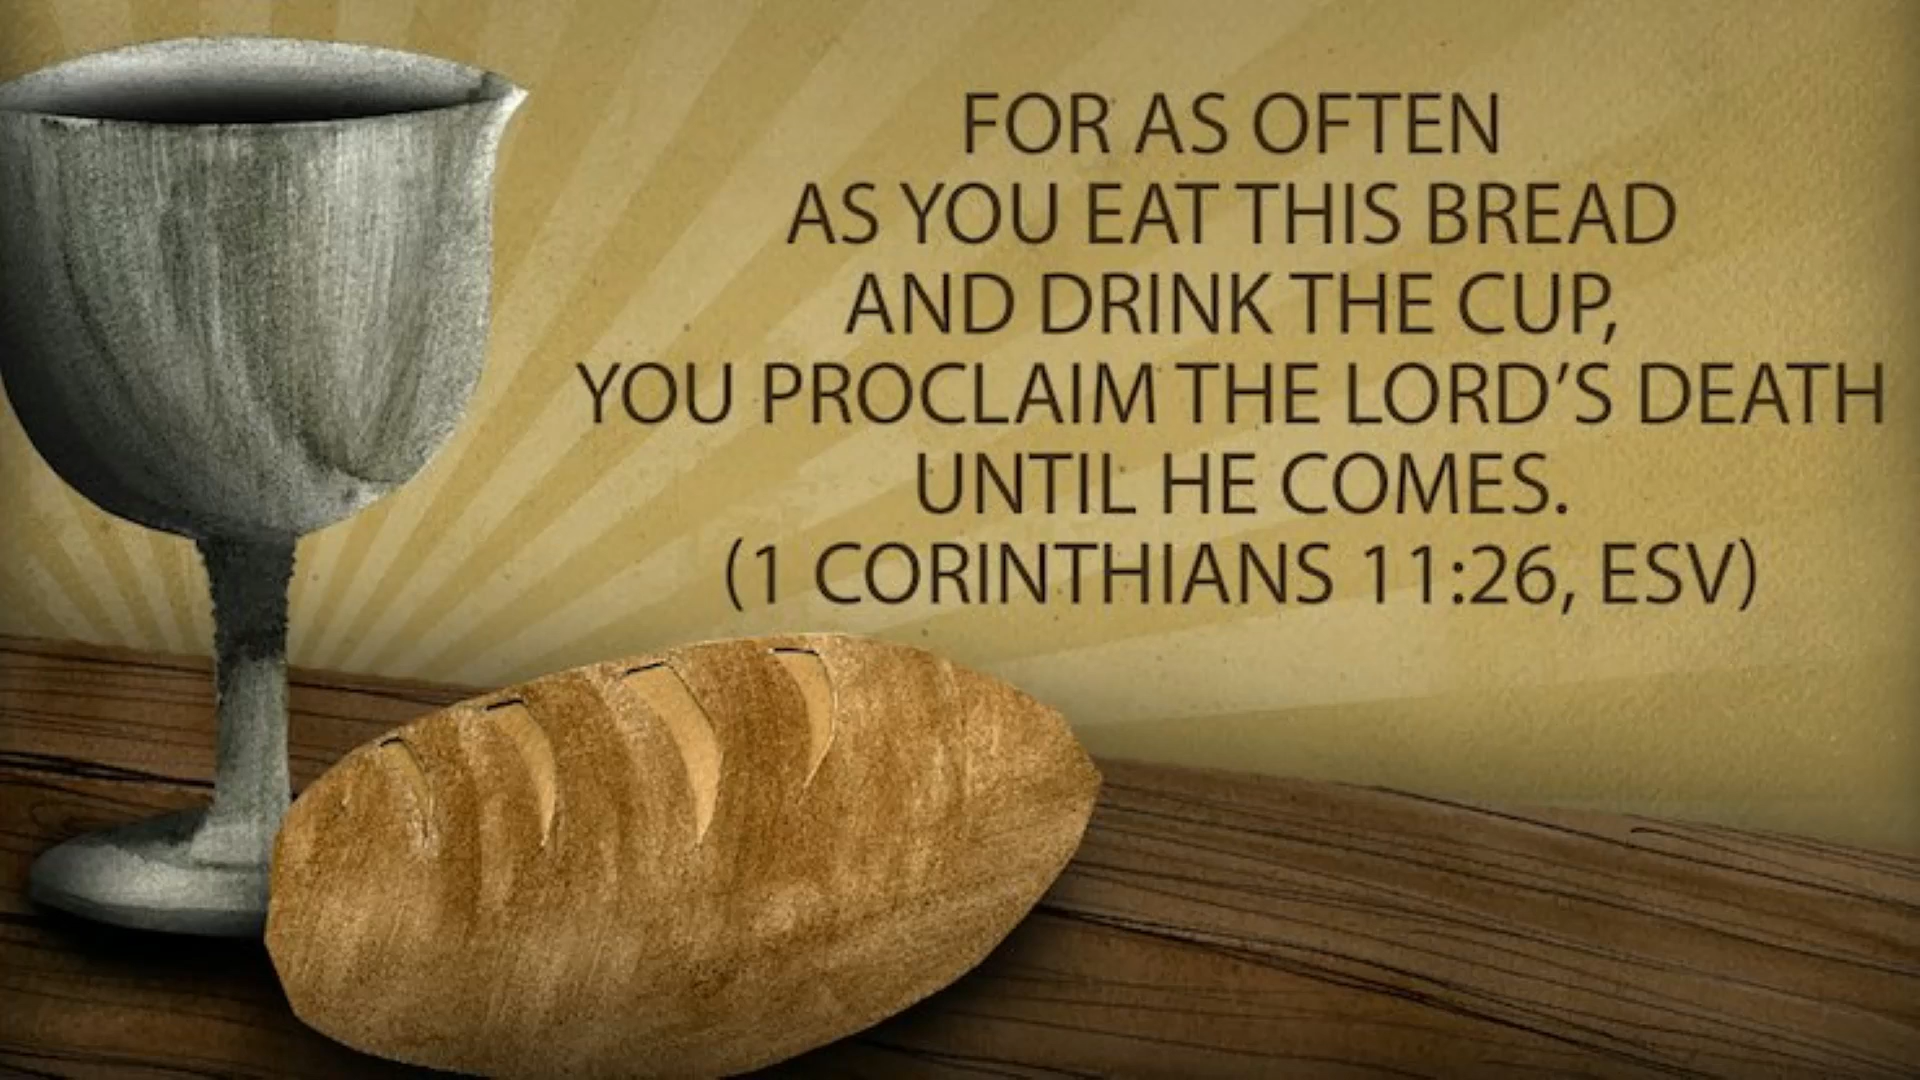 FOR AS OFTEN
AS YOU EAT THIS BREAD
AND DRINK THE CUP,
YOU PROCLAIM THE LORD’S DEATH
UNTIL HE COMES.
(1 CORINTHIANS 11:26, ESV)